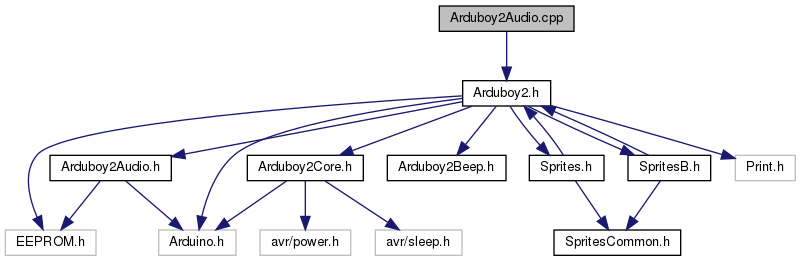 Arduboy2Audio.cpp
Arduboy2.h
Arduboy2Audio.h
Arduboy2Core.h
Arduboy2Beep.h
Sprites.h
SpritesB.h
Print.h
EEPROM.h
Arduino.h
avr/power.h
avr/sleep.h
SpritesCommon.h